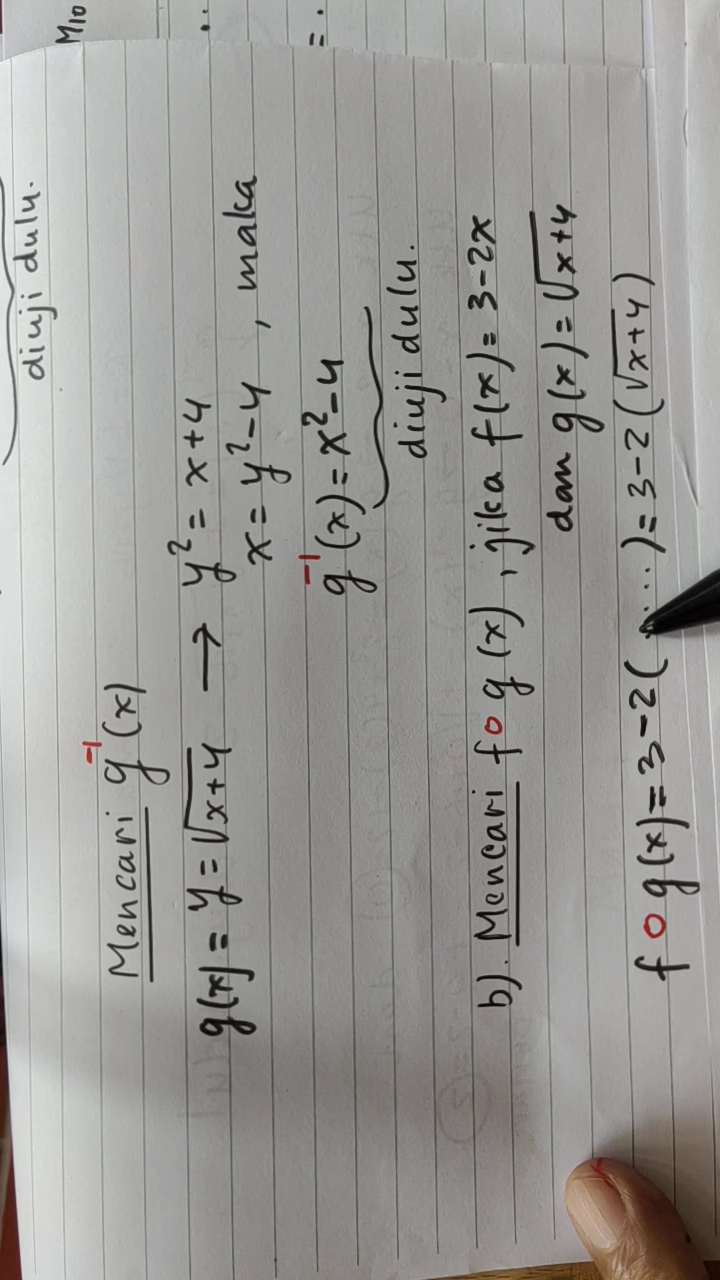 M10
diuji dulu.
Mencari g⁻¹(x)
g(x) = y = √x+4 → y² = x+4
x = y²-4 , maka
g⁻¹(x) = x²-4
diuji dulu.
b). Mencari f o g(x) , jika f(x) = 3-2x
dan g(x) = √x+4
f o g(x) = 3-2(....) = 3-2(√x+4)